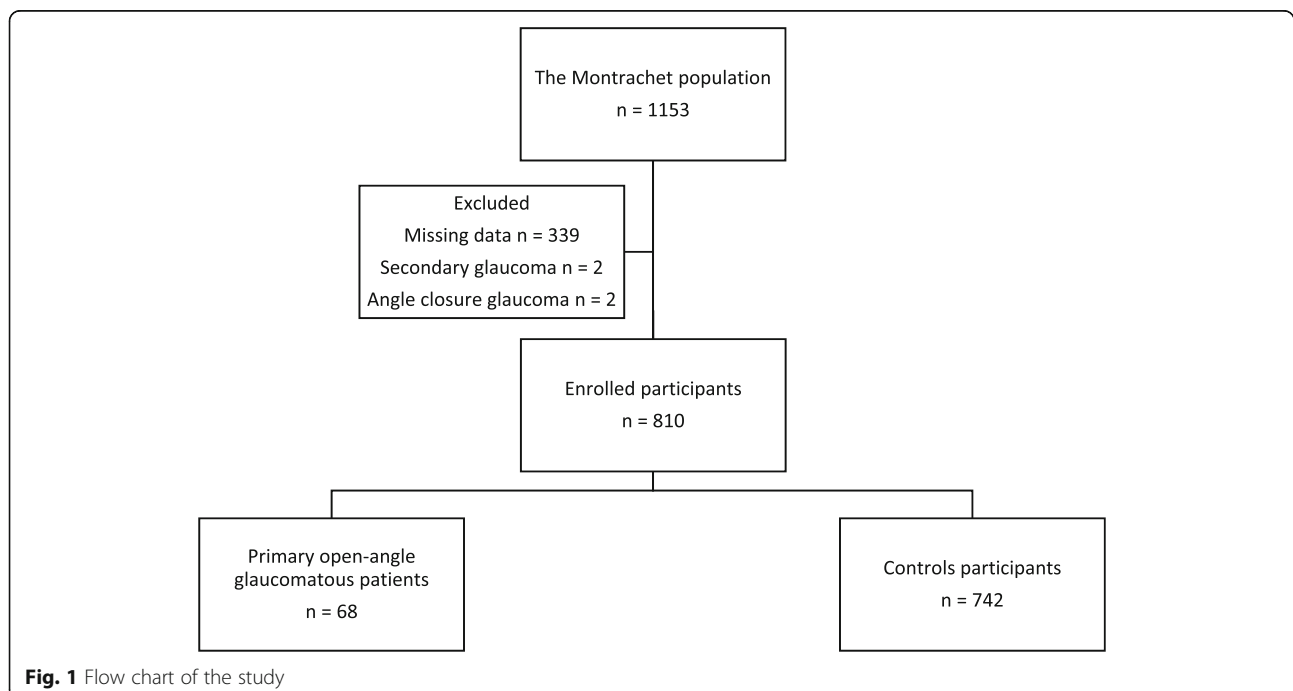 The Montrachet population
n = 1153
Excluded
Missing data n = 339
Secondary glaucoma n = 2
Angle closure glaucoma n = 2
Enrolled participants
n = 810
Primary open-angle
glaucomatous patients
n = 68
Controls participants
n = 742
Fig. 1 Flow chart of the study